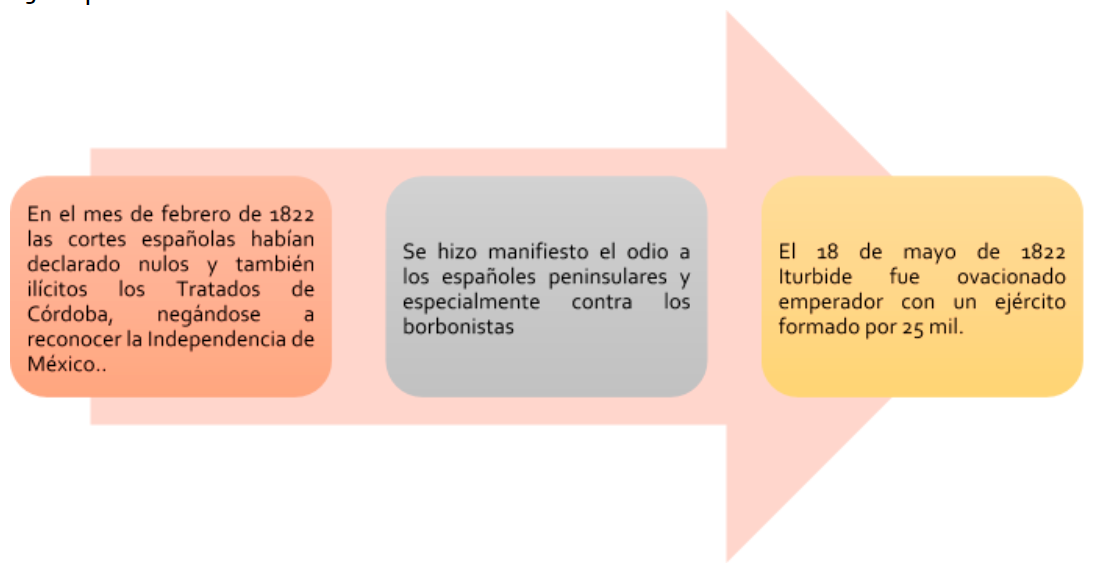 En el mes de febrero de 1822
las cortes españolas habían
declarado nulos y también
ilícitos los Tratados de
Córdoba, negándose a
reconocer la Independencia de
México..
Se hizo manifiesto el odio a
los españoles peninsulares y
especialmente contra los
borbonistas
El 18 de mayo de 1822
Iturbide fue ovacionado
emperador con un ejército
formado por 25 mil.